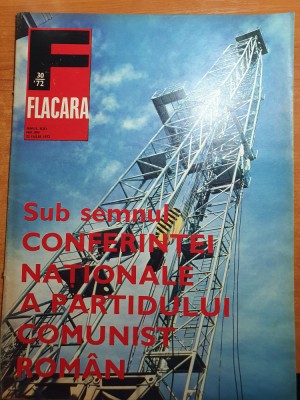 F
30
'72
FLACARA
Sub semnul
CONFERINȚEI
NAȚIONALE
A PARTIDULUI
COMUNIST
ROMÂN